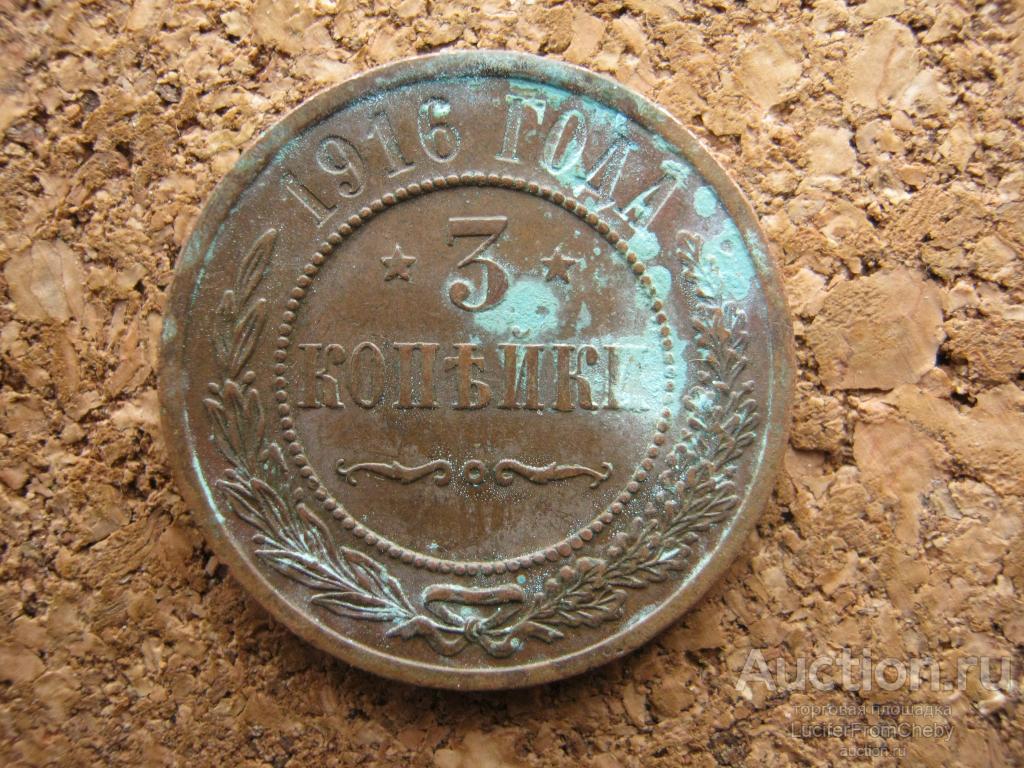 1916 ГОДА
3
КОПѢЙКИ
Auction.ru
торговая площадка
LuciferFromCheby
auction.ru